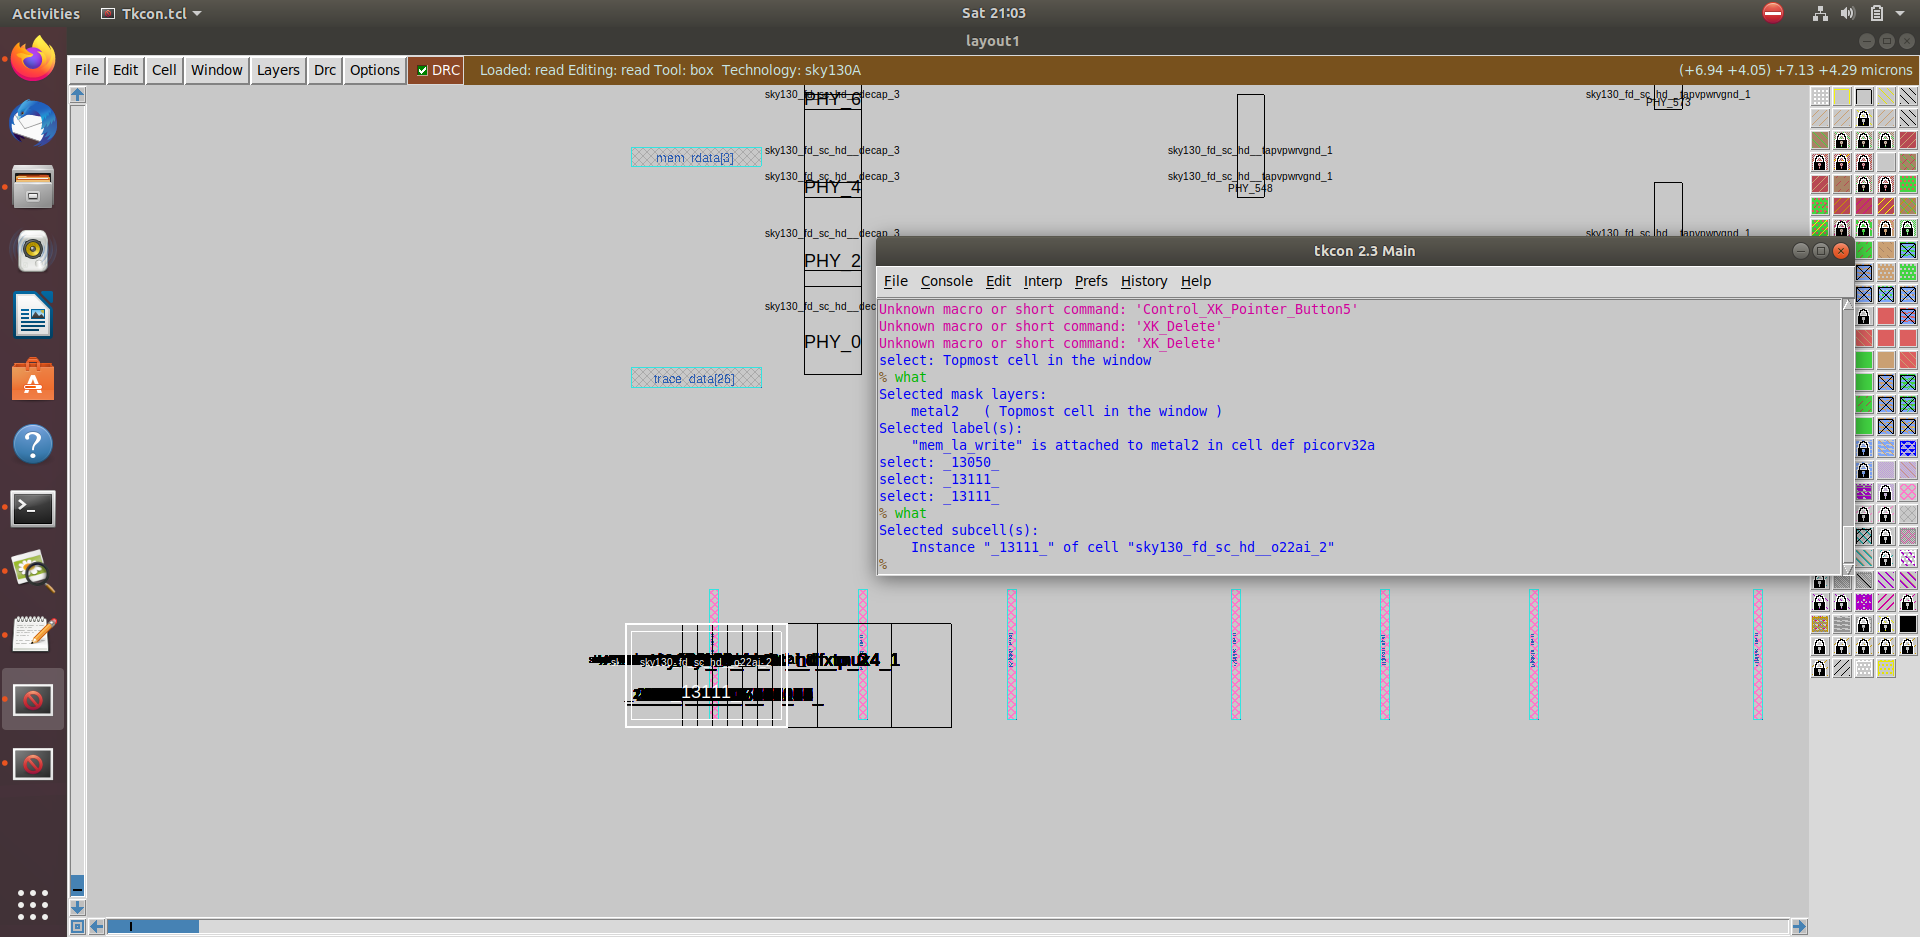 Activities
Tkcon.tcl
Sat 21:03
layout1
File Edit Cell Window Layers Drc Options DRC
Loaded: read Editing: read Tool: box Technology: sky130A
(+6.94 +4.05) +7.13 +4.29 microns
sky130_fd_sc_hd__decap_3
PHY_6
sky130_fd_sc_hd__tapvpwrvgnd_1
PHY_573
mem_rdata[3]
sky130_fd_sc_hd__decap_3
sky130_fd_sc_hd__tapvpwrvgnd_1
sky130_fd_sc_hd__decap_3
PHY_4
sky130_fd_sc_hd__tapvpwrvgnd_1
PHY_548
sky130_fd_sc_hd__decap_3
sky130_fd_sc_hd__tapvpwrvgnd_1
PHY_2
sky130_fd_sc_hd__dec
PHY_0
trace_data[26]
tkcon 2.3 Main
File Console Edit Interp Prefs History Help
Unknown macro or short command: 'Control_XK_Pointer_Button5'
Unknown macro or short command: 'XK_Delete'
Unknown macro or short command: 'XK_Delete'
select: Topmost cell in the window
% what
Selected mask layers:
metal2 ( Topmost cell in the window )
Selected label(s):
"mem_la_write" is attached to metal2 in cell def picorv32a
select: _13050_
select: _13111_
select: _13111_
% what
Selected subcell(s):
Instance "_13111_" of cell "sky130_fd_sc_hd__o22ai_2"
%
sky130_fd_sc_hd__o22ai_2
13111